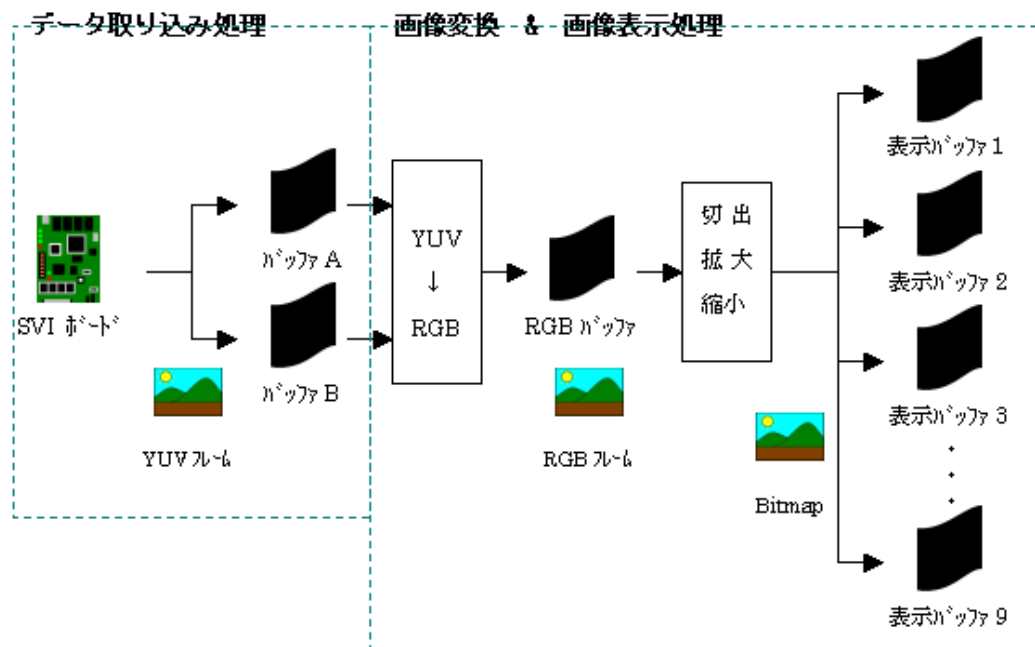 データ取り込み処理
画像変換 & 画像表示処理
SVI ﾎﾞｰﾄﾞ
ﾊﾞｯﾌｧ A
ﾊﾞｯﾌｧ B
YUV ﾌﾚｰﾑ
YUV
↓
RGB
RGB ﾊﾞｯﾌｧ
RGB ﾌﾚｰﾑ
切出
拡大
縮小
Bitmap
表示ﾊﾞｯﾌｧ 1
表示ﾊﾞｯﾌｧ 2
表示ﾊﾞｯﾌｧ 3
表示ﾊﾞｯﾌｧ 9